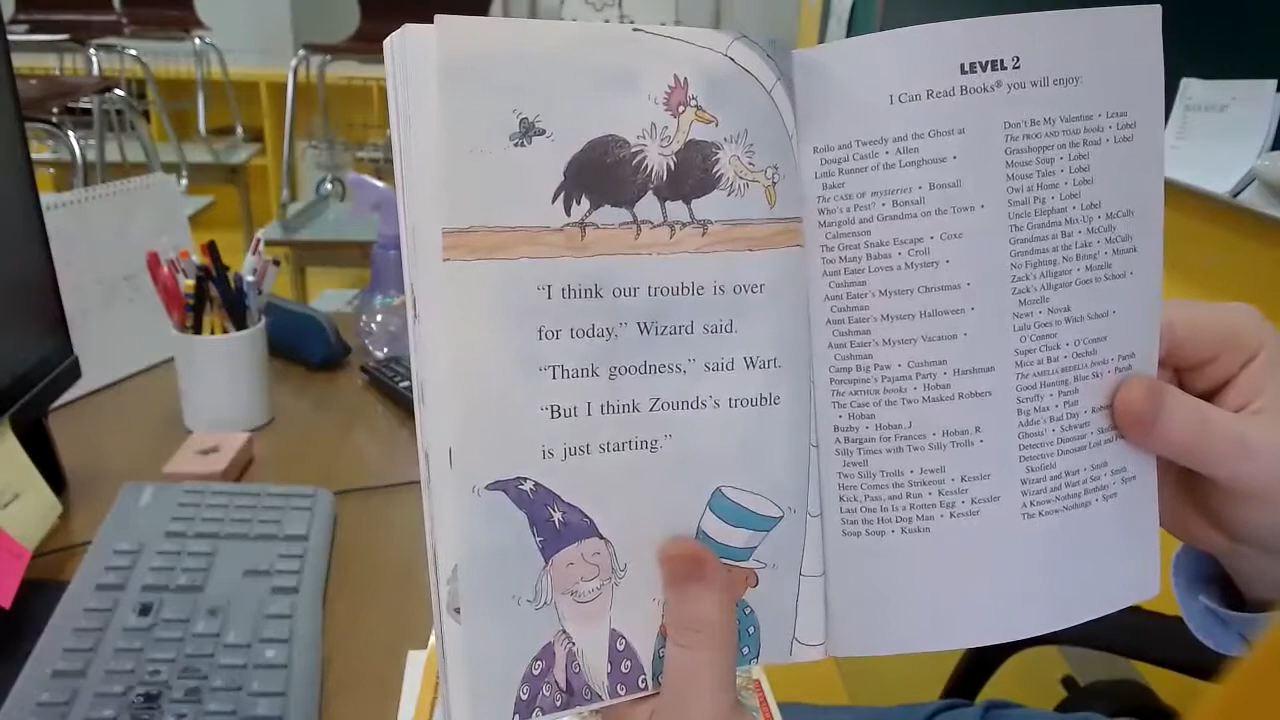 “I think our trouble is over
for today,” Wizard said.
“Thank goodness,” said Wart.
“But I think Zounds’s trouble
is just starting.”
LEVEL 2
I Can Read Books® you will enjoy:
Rollo and Tweedy and the Ghost at
Dougal Castle • Allen
Little Runner of the Longhouse •
Baker
The CASE OF mysteries • Bonsall
Who's a Pest? • Bonsall
Marigold and Grandma on the Town •
Calmenson
The Great Snake Escape • Coxe
Too Many Babas • Croll
Aunt Eater Loves a Mystery •
Cushman
Aunt Eater's Mystery Christmas •
Cushman
Aunt Eater's Mystery Halloween •
Cushman
Aunt Eater's Mystery Vacation •
Cushman
Camp Big Paw • Cushman
Porcupine's Pajama Party • Harshman
The ARTHUR books • Hoban
The Case of the Two Masked Robbers
• Hoban
Buzby • Hoban, J
A Bargain for Frances • Hoban, R
Silly Times with Two Silly Trolls •
Jewell
Two Silly Trolls • Jewell
Here Comes the Strikeout • Kessler
Kick, Pass, and Run • Kessler
Last One In Is a Rotten Egg • Kessler
Stan the Hot Dog Man • Kessler
Soap Soup • Kuskin
Don't Be My Valentine • Lexau
The FROG AND TOAD books • Lobel
Grasshopper on the Road • Lobel
Mouse Soup • Lobel
Mouse Tales • Lobel
Owl at Home • Lobel
Small Pig • Lobel
Uncle Elephant • Lobel
The Grandma Mix-Up • McCully
Grandmas at Bat • McCully
Grandmas at the Lake • McCully
No Fighting, No Biting! • Minarik
Zack's Alligator • Mozelle
Zack's Alligator Goes to School •
Mozelle
Newt • Novak
Lulu Goes to Witch School •
O'Connor
Super Cluck • O'Connor
Mice at Bat • Oechsli
The AMELIA BEDELIA books • Parish
Good Hunting, Blue Sky • Parish
Scruffy • Parish
Big Max • Platt
Addie's Bad Day •
Ghosts! • Schwartz
Detective Dinosaur •
Detective Dinosaur Lost and
Skofield
Wizard and Wart • Smith
Wizard and Wart at Sea • Smith
A Know-Nothing Birthday • Spirn
The Know-Nothings • Spirn